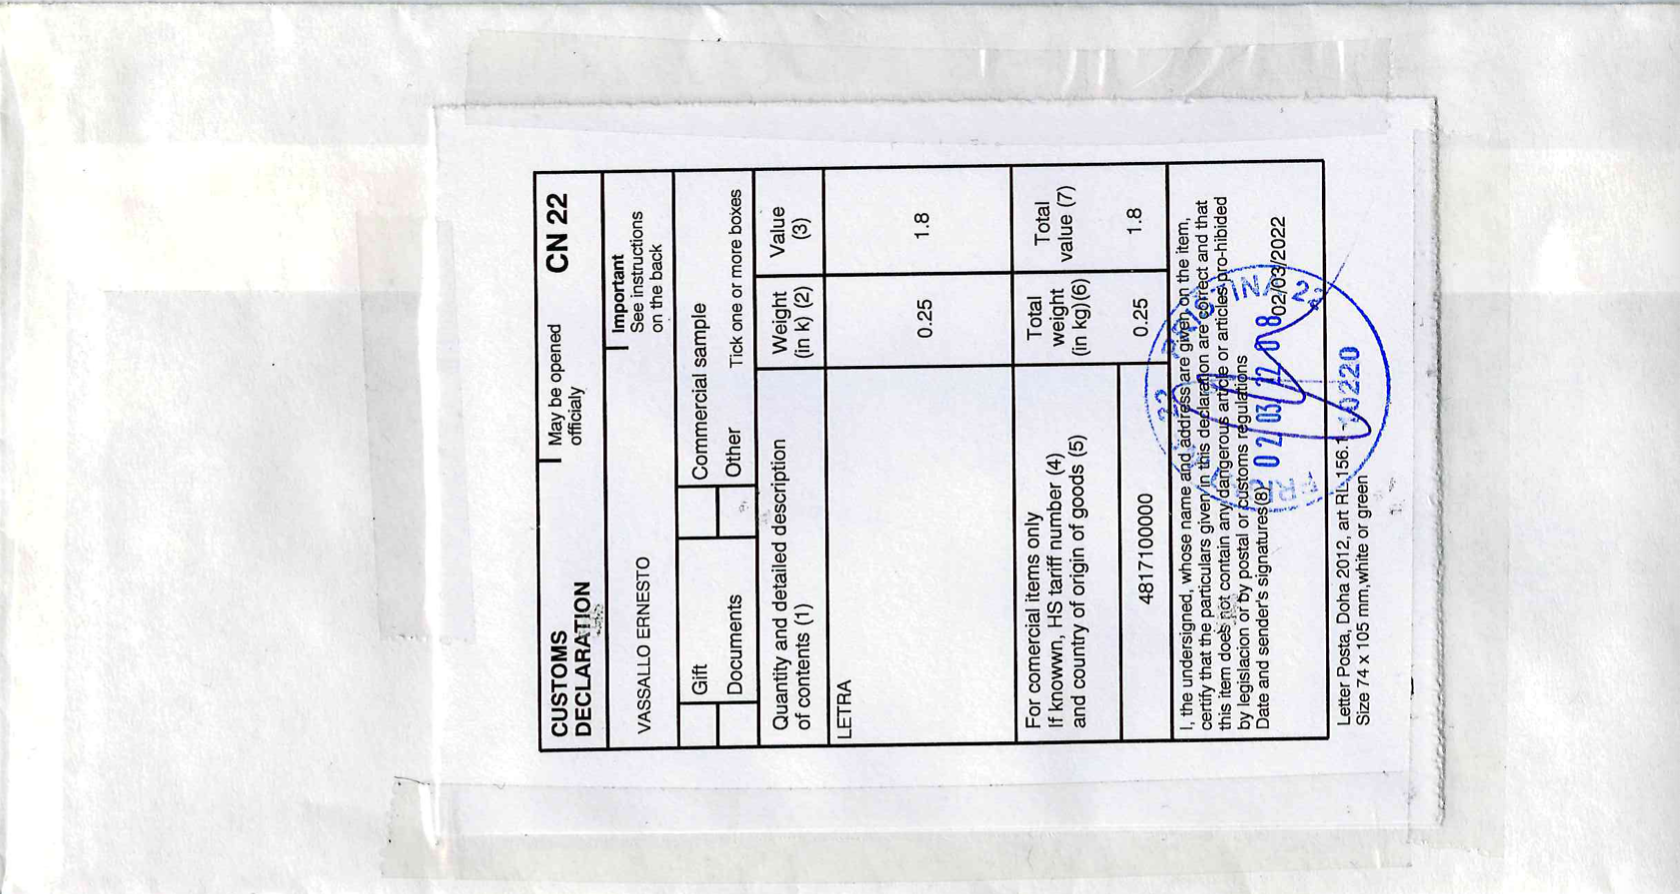 CUSTOMS
DECLARATION
May be opened
officialy
CN 22
VASSALLO ERNESTO
Important
See instructions
on the back
Gift
Commercial sample
Documents
Other
Tick one or more boxes
Quantity and detailed description
of contents (1)
Weight
(in k) (2)
Value
(3)
LETRA
0.25
1.8
For comercial items only
If knownn, HS tariff number (4)
and country of origin of goods (5)
Total
weight
(in kg)(6)
Total
value (7)
4817100000
0.25
1.8
I, the undersigned, whose name and address are given on the item,
certify that the particulars given in this declaration are correct and that
this item does not contain any dangerous article or articles pro-hibided
by legislacion or by postal or customs regulations
Date and sender's signatures(8)
02/03/2022
02/03/22 08
10220
Letter Posta, Doha 2012, art RL 156.1 -
Size 74 x 105 mm,white or green